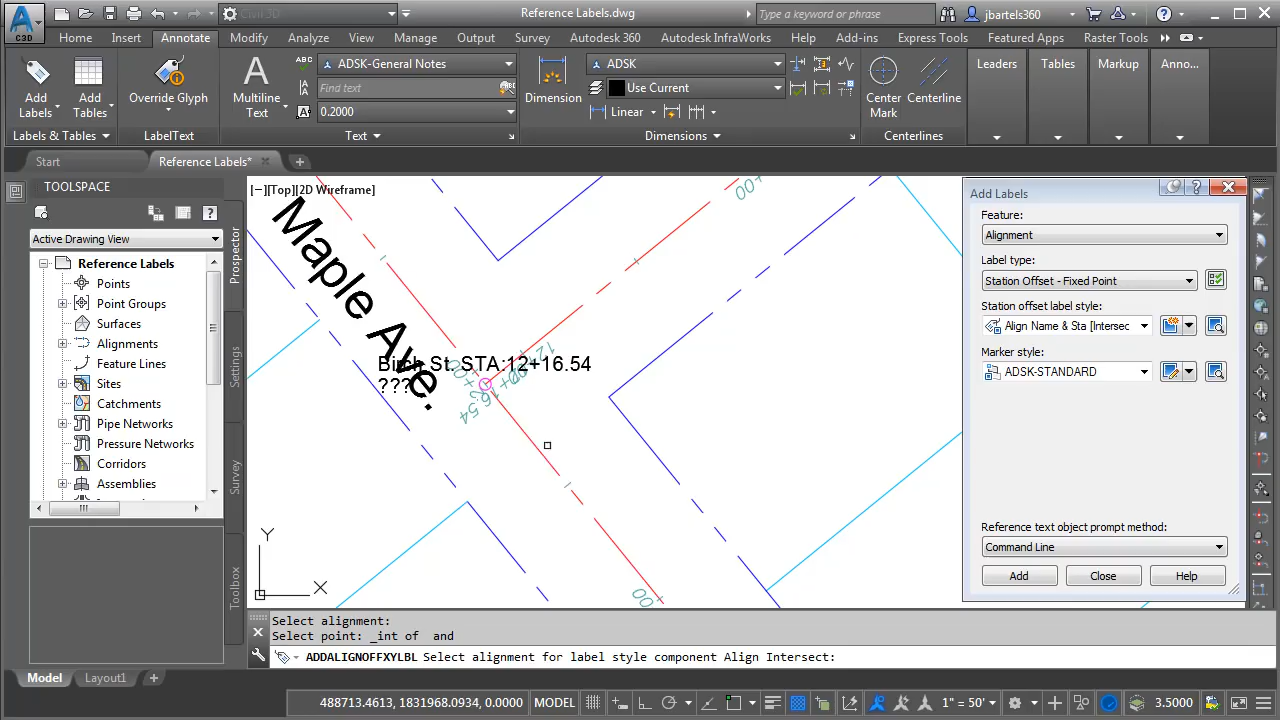 C3D
Civil 3D
Reference Labels.dwg
Type a keyword or phrase
jbartels360
Home
Insert
Annotate
Modify
Analyze
View
Manage
Output
Survey
Autodesk 360
Autodesk InfraWorks
Help
Add-ins
Express Tools
Featured Apps
Raster Tools
Add
Labels
Add
Tables
Override Glyph
Multiline
Text
ABC
ADSK-General Notes
Find text
0.2000
Dimension
ADSK
Use Current
Linear
Center
Mark
Centerline
Leaders
Tables
Markup
Anno...
Labels & Tables
LabelText
Text
Dimensions
Centerlines
Start
Reference Labels*
TOOLSPACE
Active Drawing View
Reference Labels
Points
Point Groups
Surfaces
Alignments
Feature Lines
Sites
Catchments
Pipe Networks
Pressure Networks
Corridors
Assemblies
Prospector
Settings
Survey
Toolbox
[−][Top][2D Wireframe]
Maple Ave.
Birch St. STA:12+16.54
????
+00
00
Y
X
Add Labels
Feature:
Alignment
Label type:
Station Offset - Fixed Point
Station offset label style:
Align Name & Sta [Intersec
Marker style:
ADSK-STANDARD
Reference text object prompt method:
Command Line
Add
Close
Help
Select alignment:
Select point: _int of  and
ADDALIGNOFFXYLBL Select alignment for label style component Align Intersect:
Model
Layout1
488713.4613, 1831968.0934, 0.0000
MODEL
1" = 50'
3.5000